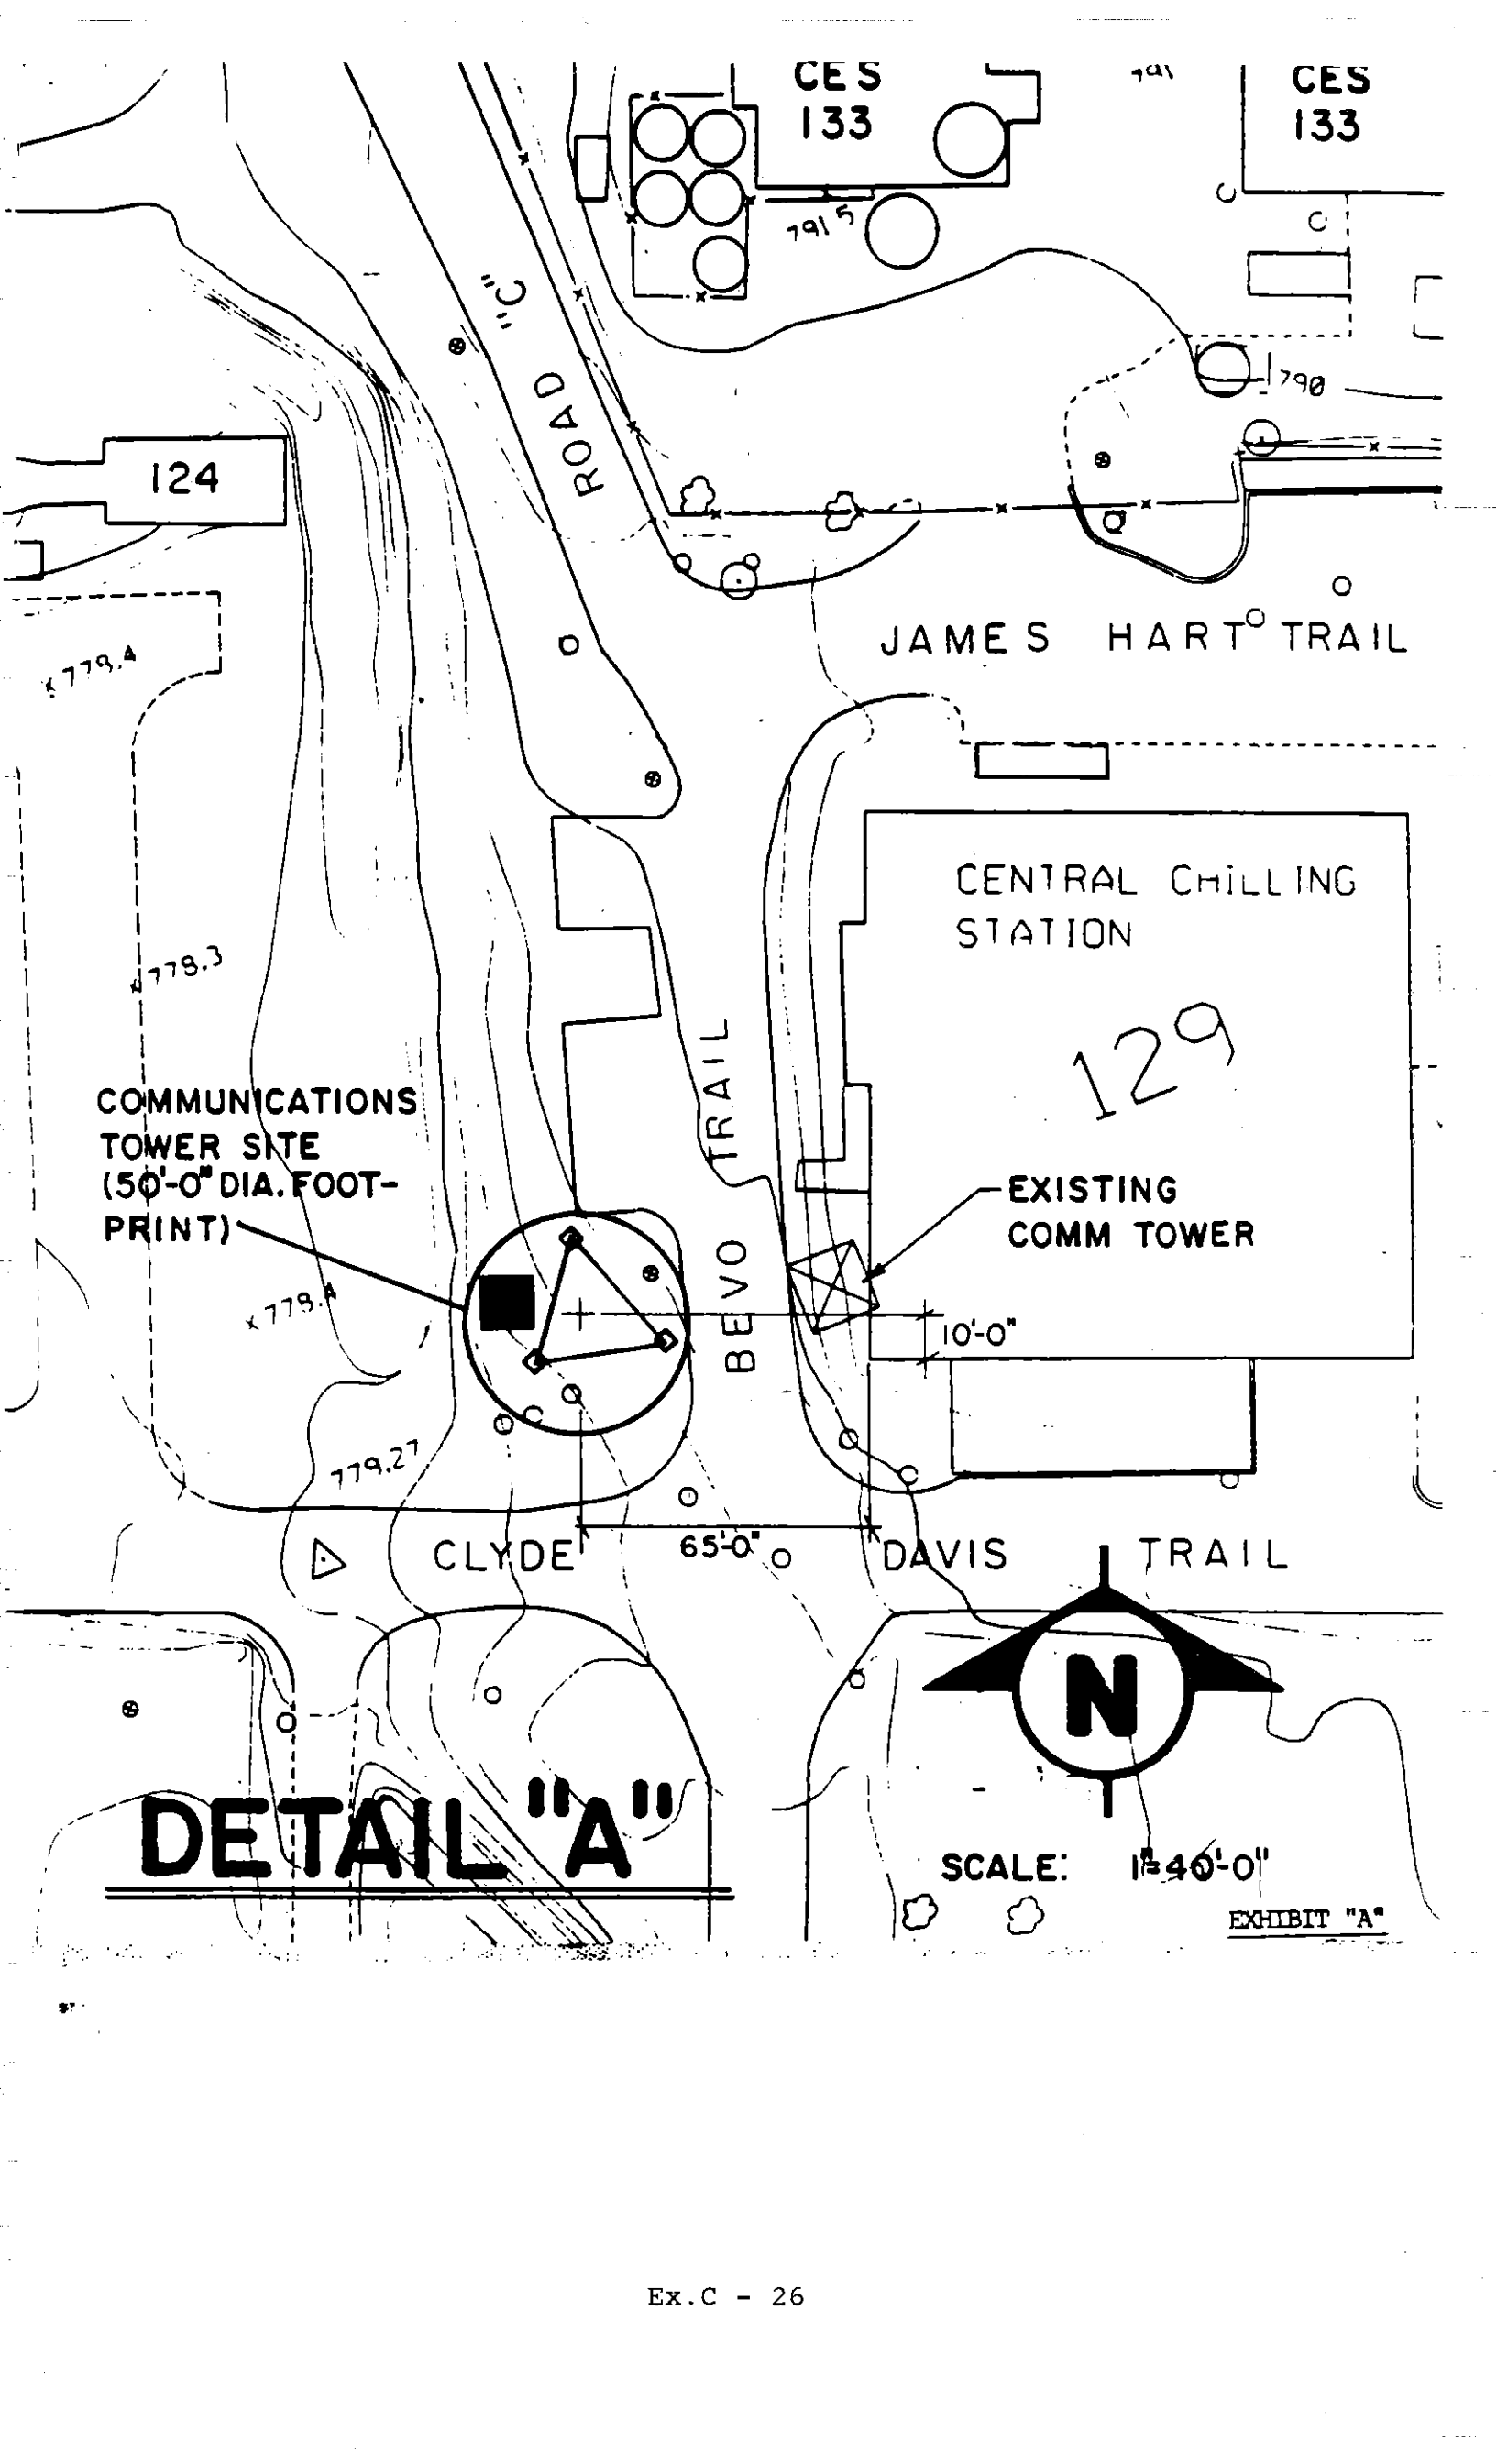 CES
133
791
CES
133
791 5
ROAD "C"
790
124
JAMES HART TRAIL
x 778.4
CENTRAL CHILLING
STATION
x 778.3
129
COMMUNICATIONS
TOWER SITE
(50'-0" DIA. FOOT-
PRINT)
BEVO TRAIL
EXISTING
COMM TOWER
x 778.4
10'-0"
779.27
CLYDE DAVIS TRAIL
65'-0"
N
DETAIL "A"
SCALE: 1"=40'-0"
EXHIBIT "A"
Ex.C - 26